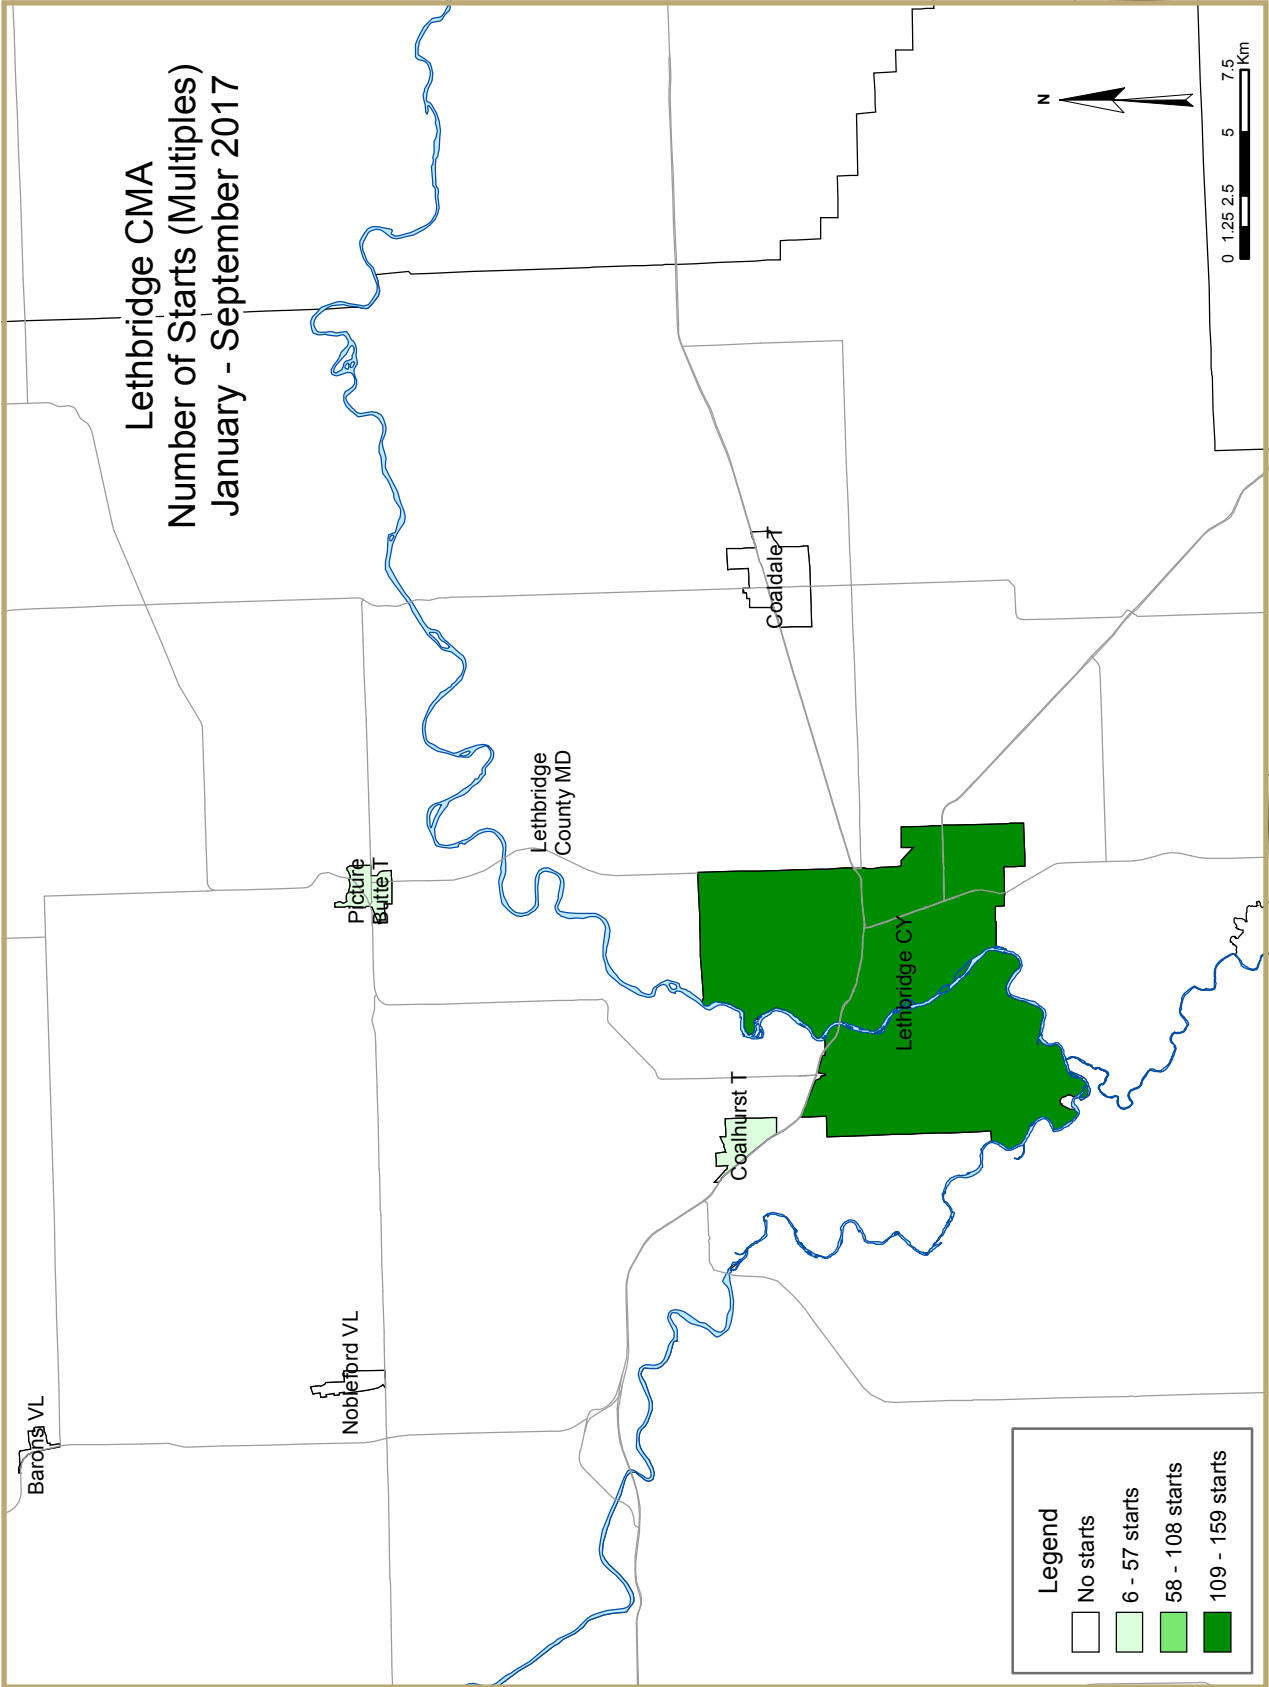 Lethbridge CMA
Number of Starts (Multiples)
January - September 2017
Barons VL
Nobleford VL
Picture
Butte T
Lethbridge
County MD
Coalhurst T
Coaldale T
Lethbridge CY
Legend
No starts
6 - 57 starts
58 - 108 starts
109 - 159 starts
N
0 1.25 2.5 5 7.5
Km